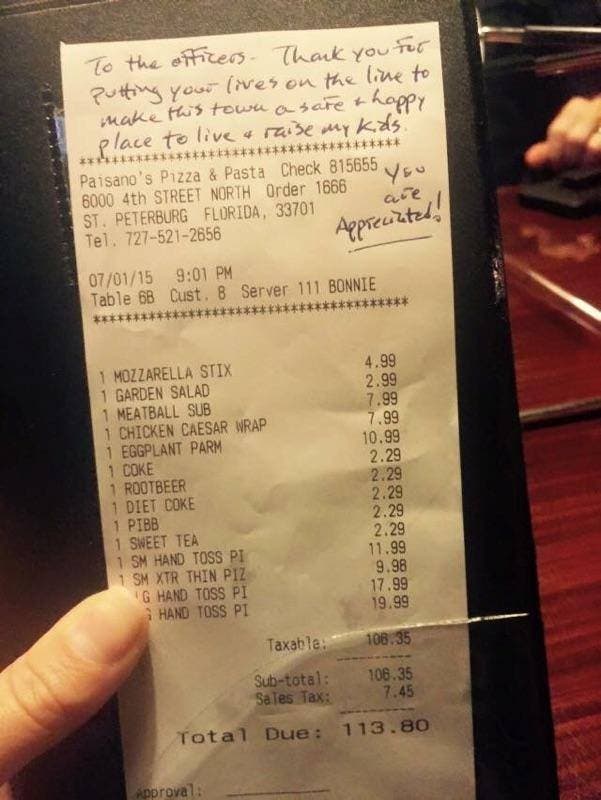 To the officers - Thank you for
putting your lives on the line to
make this town a safe & happy
place to live & raise my kids.
You
are
Appreciated!
****************************************
Paisano's Pizza & Pasta Check 815655
6000 4th STREET NORTH Order 1666
ST. PETERBURG FLORIDA, 33701
Tel. 727-521-2656
07/01/15 9:01 PM
Table 6B Cust. 8 Server 111 BONNIE
****************************************
1 MOZZARELLA STIX 4.99
1 GARDEN SALAD 2.99
1 MEATBALL SUB 7.99
1 CHICKEN CAESAR WRAP 7.99
1 EGGPLANT PARM 10.99
1 COKE 2.29
1 ROOTBEER 2.29
1 DIET COKE 2.29
1 PIBB 2.29
1 SWEET TEA 2.29
1 SM HAND TOSS PI 11.99
1 SM XTR THIN PIZ 9.98
LG HAND TOSS PI 17.99
G HAND TOSS PI 19.99
Taxable: 106.35
Sub-total: 106.35
Sales Tax: 7.45
Total Due: 113.80
Approval: